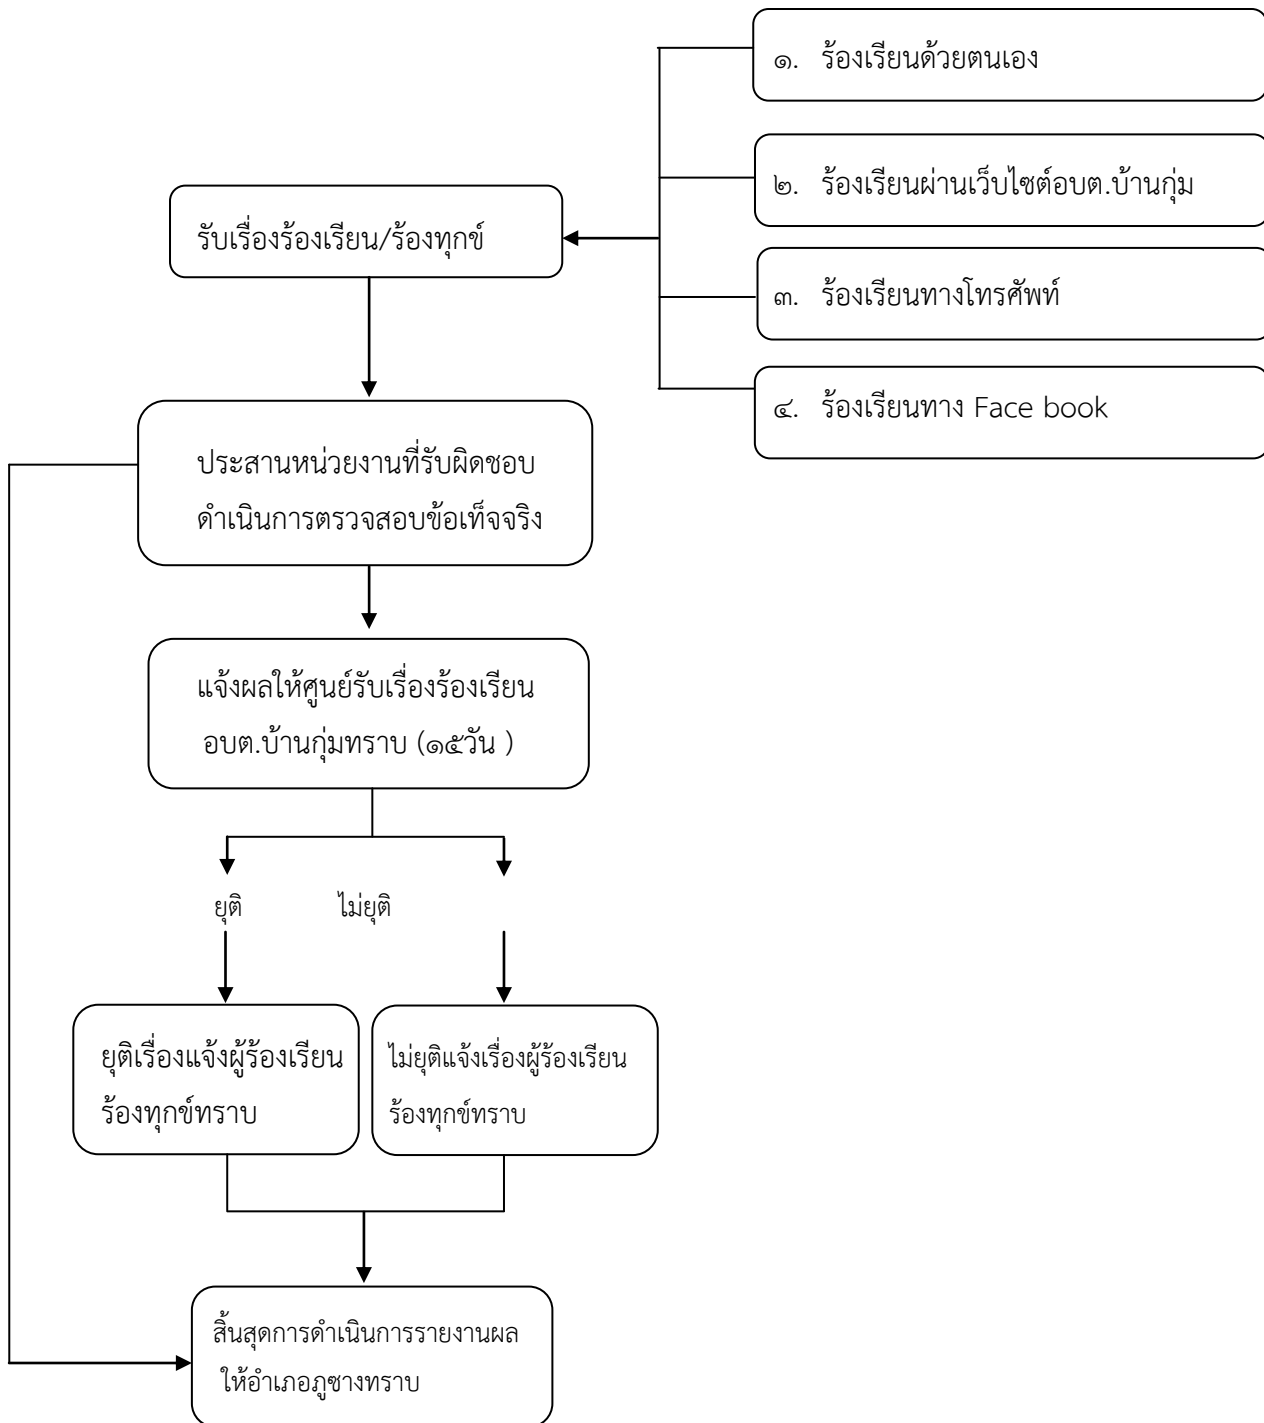 ๑. ร้องเรียนด้วยตนเอง
๒. ร้องเรียนผ่านเว็บไซต์อบต.บ้านกุ่ม
รับเรื่องร้องเรียน/ร้องทุกข์
๓. ร้องเรียนทางโทรศัพท์
๔. ร้องเรียนทาง Face book
ประสานหน่วยงานที่รับผิดชอบ
ดำเนินการตรวจสอบข้อเท็จจริง
แจ้งผลให้ศูนย์รับเรื่องร้องเรียน
อบต.บ้านกุ่มทราบ (๑๕วัน )
ยุติ
ไม่ยุติ
ยุติเรื่องแจ้งผู้ร้องเรียน
ร้องทุกข์ทราบ
ไม่ยุติแจ้งเรื่องผู้ร้องเรียน
ร้องทุกข์ทราบ
สิ้นสุดการดำเนินการรายงานผล
ให้อำเภอภูซางทราบ